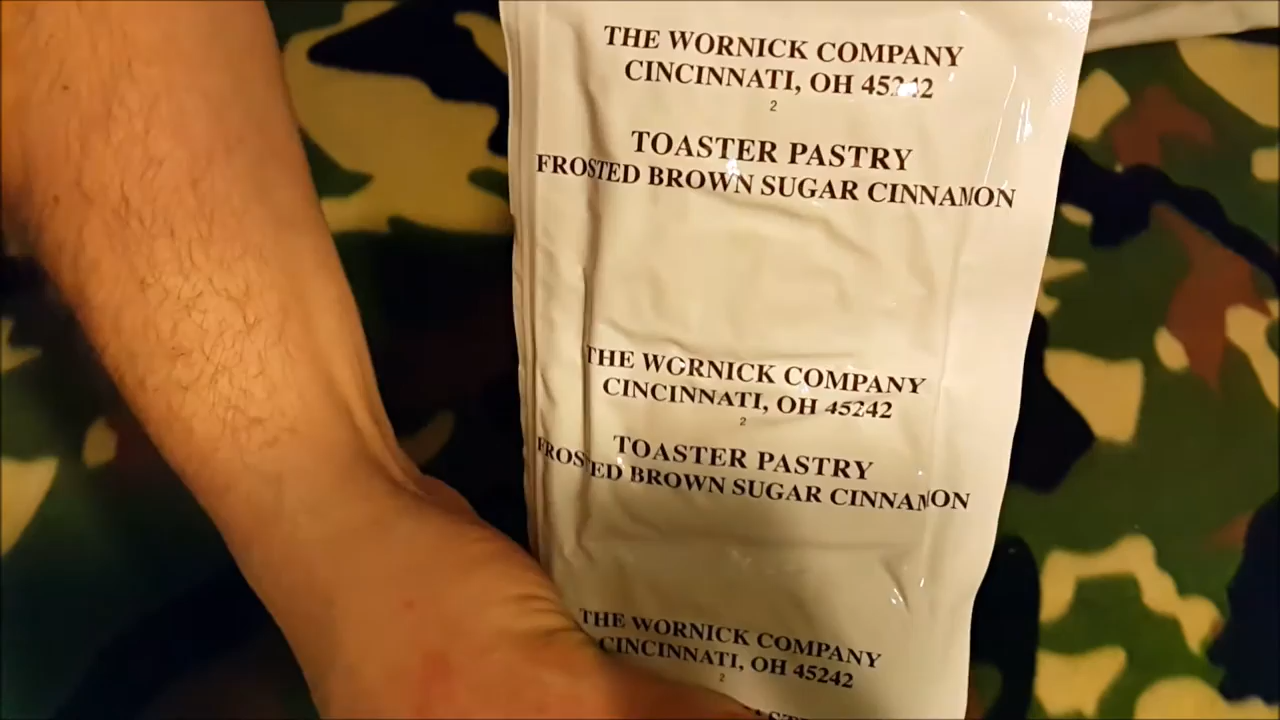 THE WORNICK COMPANY
CINCINNATI, OH 45242
2
TOASTER PASTRY
FROSTED BROWN SUGAR CINNAMON
THE WORNICK COMPANY
CINCINNATI, OH 45242
2
TOASTER PASTRY
FROSTED BROWN SUGAR CINNAMON
THE WORNICK COMPANY
CINCINNATI, OH 45242
2